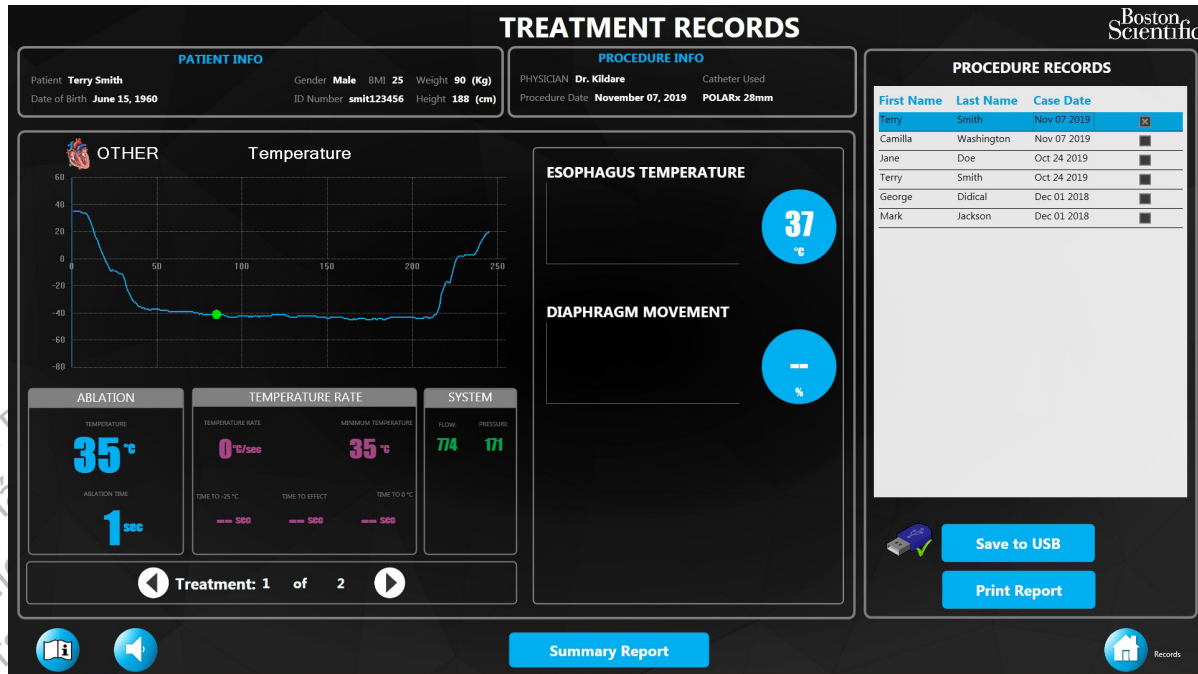 TREATMENT RECORDS
Boston
Scientific
PATIENT INFO
Patient Terry Smith Gender Male BMI 25 Weight 90 (Kg)
Date of Birth June 15, 1960 ID Number smit123456 Height 188 (cm)
PROCEDURE INFO
PHYSICIAN Dr. Kildare Catheter Used
Procedure Date November 07, 2019 POLARx 28mm
OTHER Temperature
60
40
20
0
0 50 100 150 200 250
-20
-40
-60
-80
ABLATION
TEMPERATURE
35 °C
ABLATION TIME
1 sec
TEMPERATURE RATE
TEMPERATURE RATE MINIMUM TEMPERATURE
0 °C/sec 35 °C
TIME TO -25 °C TIME TO EFFECT TIME TO 0 °C
-- sec -- sec -- sec
SYSTEM
FLOW: PRESSURE:
774 171
Treatment: 1 of 2
ESOPHAGUS TEMPERATURE
37
°C
DIAPHRAGM MOVEMENT
--
%
PROCEDURE RECORDS
First Name Last Name Case Date
Terry Smith Nov 07 2019
Camilla Washington Nov 07 2019
Jane Doe Oct 24 2019
Terry Smith Oct 24 2019
George Didical Dec 01 2018
Mark Jackson Dec 01 2018
Save to USB
Print Report
Summary Report
Records